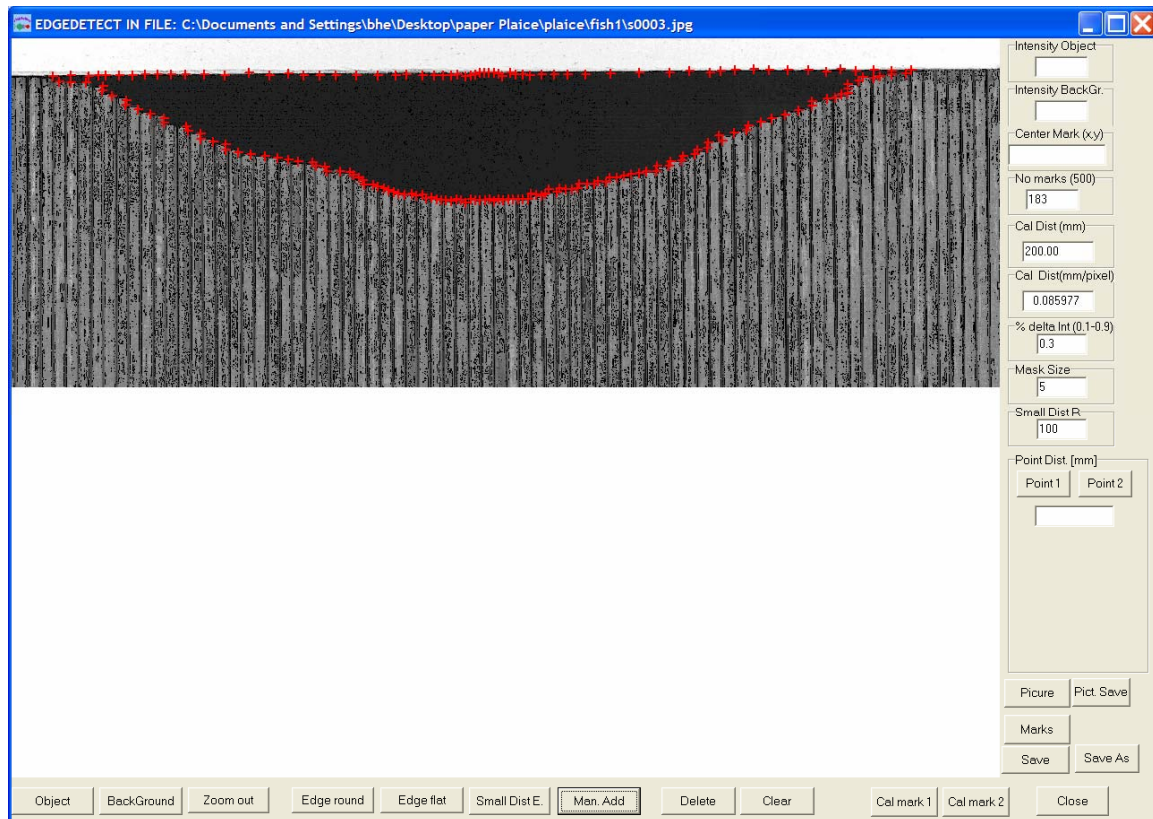 EDGEDETECT IN FILE: C:\Documents and Settings\bhe\Desktop\paper Plaice\plaice\fish1\s0003.jpg
Intensity Object
Intensity BackGr.
Center Mark (x,y)
No marks (500)
183
Cal Dist (mm)
200.00
Cal Dist(mm/pixel)
0.085977
% delta Int (0.1-0.9)
0.3
Mask Size
5
Small Dist R
100
Point Dist. [mm]
Point 1 Point 2
Picure Pict. Save
Marks
Save Save As
Object BackGround Zoom out Edge round Edge flat Small Dist E. Man. Add Delete Clear Cal mark 1 Cal mark 2 Close